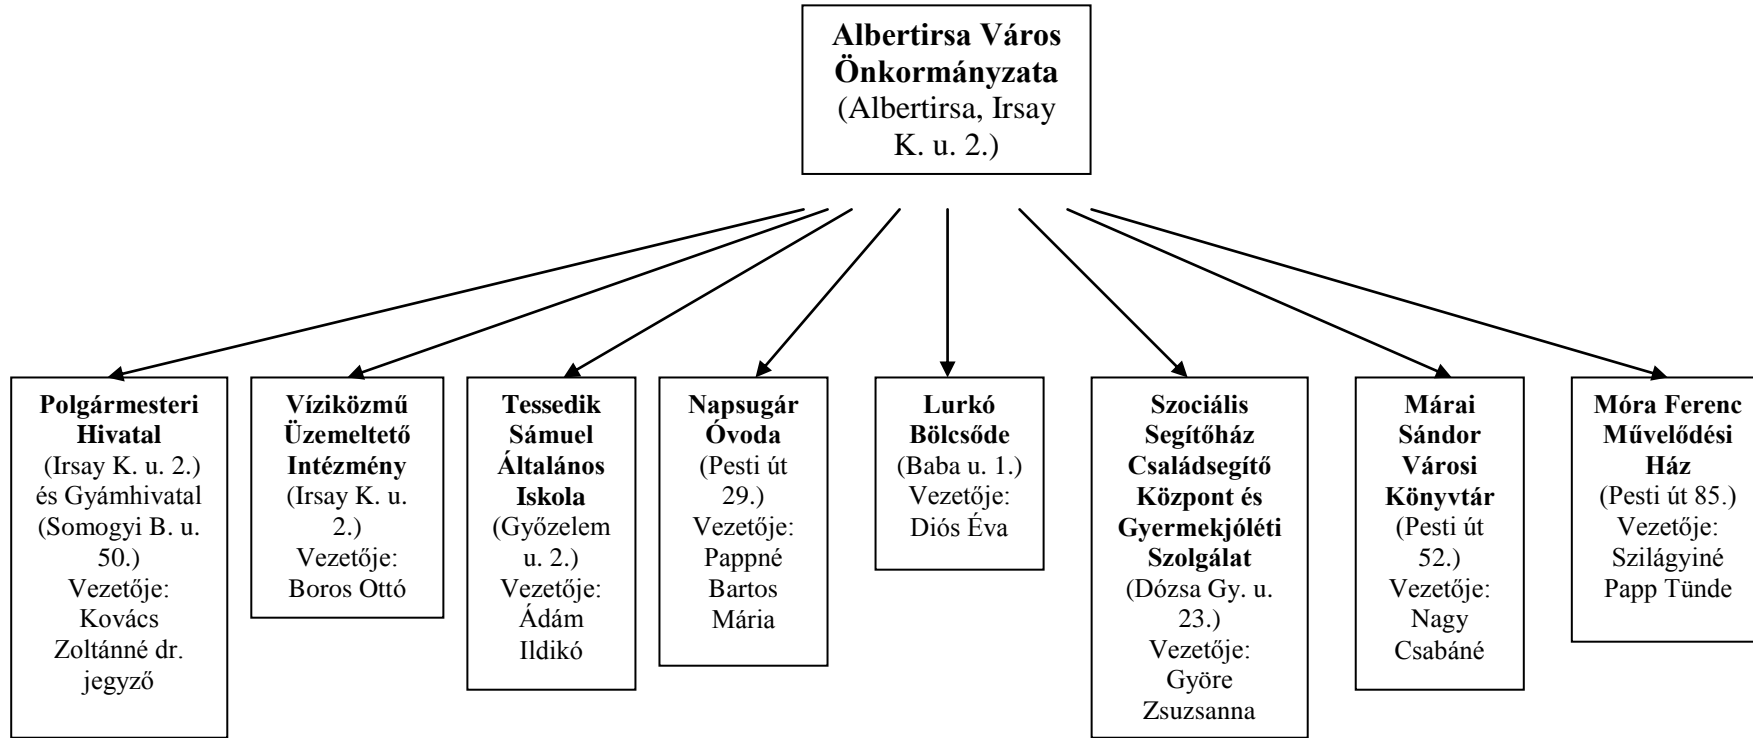 Albertirsa Város
Önkormányzata
(Albertirsa, Irsay
K. u. 2.)
Polgármesteri
Hivatal
(Irsay K. u. 2.)
és Gyámhivatal
(Somogyi B. u.
50.)
Vezetője:
Kovács
Zoltánné dr.
jegyző
Víziközmű
Üzemeltető
Intézmény
(Irsay K. u.
2.)
Vezetője:
Boros Ottó
Tessedik
Sámuel
Általános
Iskola
(Győzelem
u. 2.)
Vezetője:
Ádám
Ildikó
Napsugár
Óvoda
(Pesti út
29.)
Vezetője:
Pappné
Bartos
Mária
Lurkó
Bölcsőde
(Baba u. 1.)
Vezetője:
Diós Éva
Szociális
Segítőház
Családsegítő
Központ és
Gyermekjóléti
Szolgálat
(Dózsa Gy. u.
23.)
Vezetője:
Györe
Zsuzsanna
Márai
Sándor
Városi
Könyvtár
(Pesti út
52.)
Vezetője:
Nagy
Csabáné
Móra Ferenc
Művelődési
Ház
(Pesti út 85.)
Vezetője:
Szilágyiné
Papp Tünde